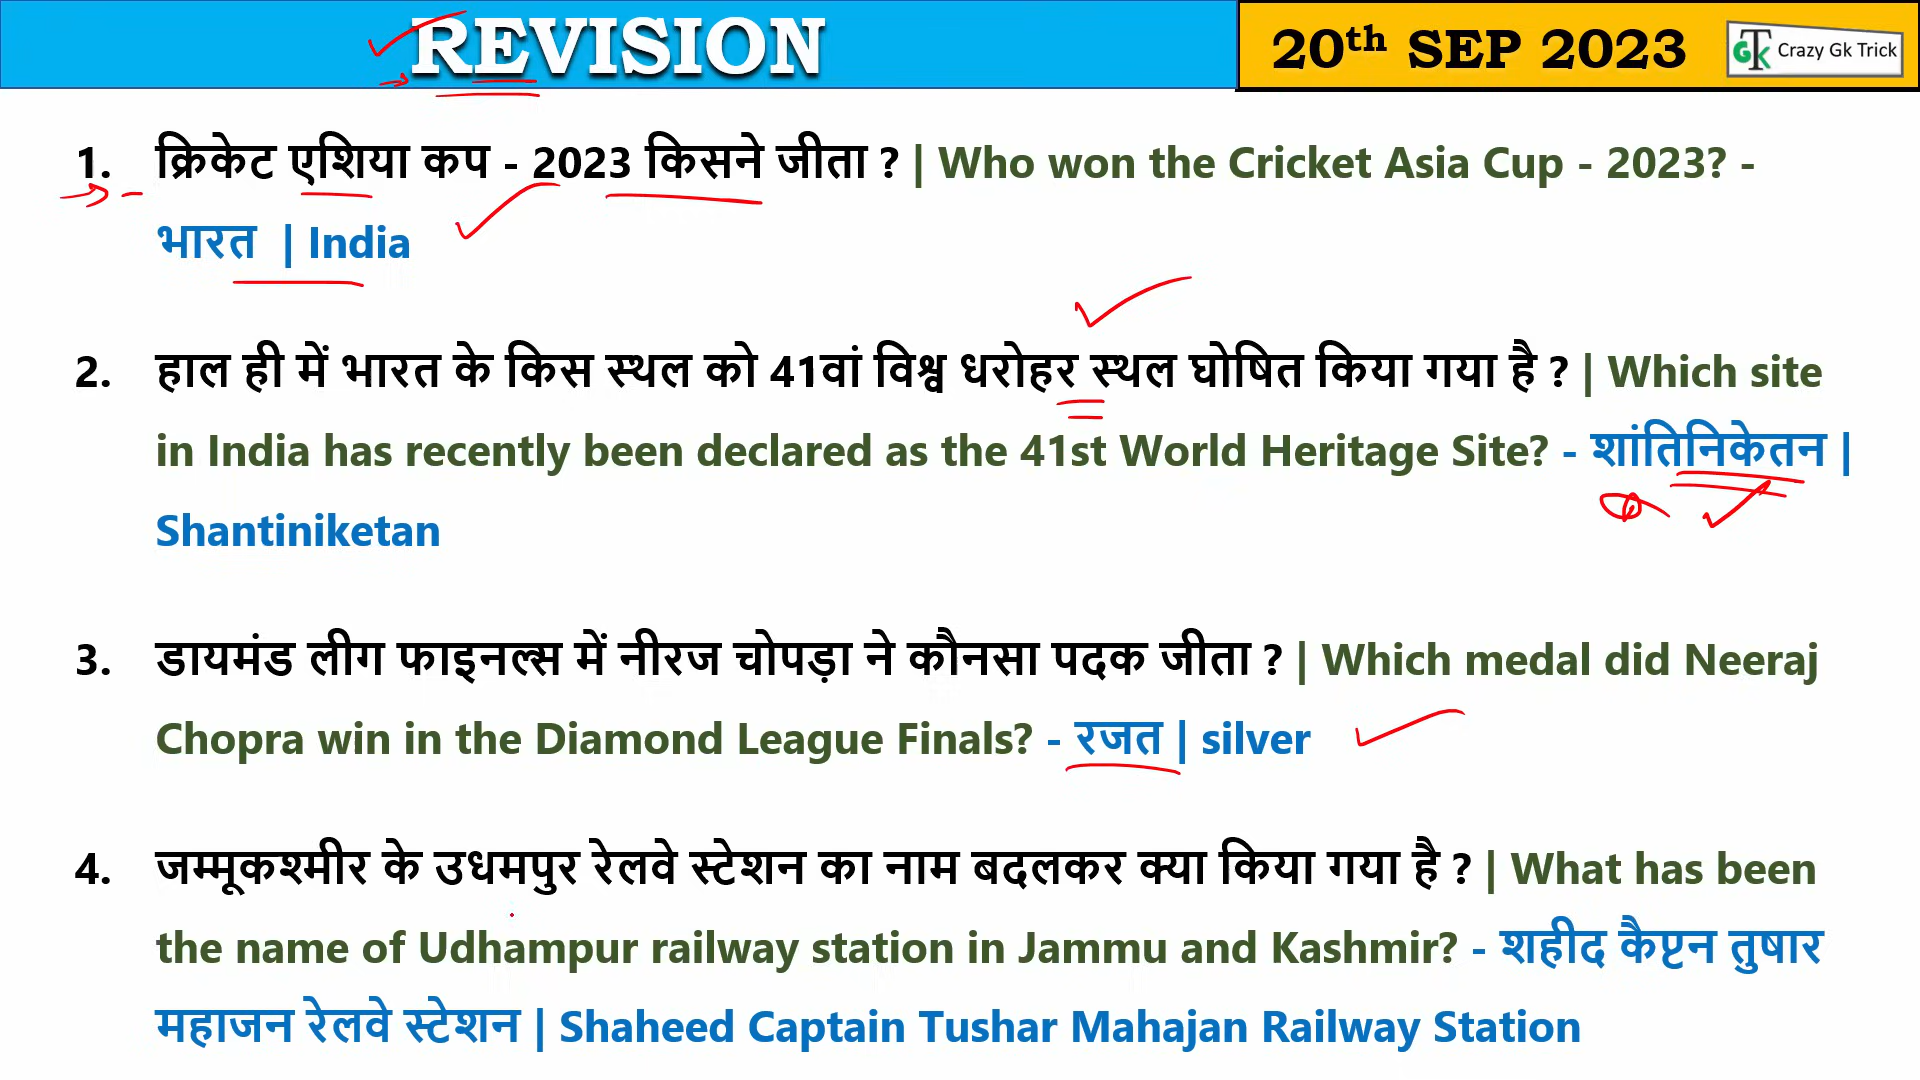 REVISION
20th SEP 2023
GTK Crazy Gk Trick
1. क्रिकेट एशिया कप - 2023 किसने जीता ? | Who won the Cricket Asia Cup - 2023? -
भारत | India
2. हाल ही में भारत के किस स्थल को 41वां विश्व धरोहर स्थल घोषित किया गया है ? | Which site
in India has recently been declared as the 41st World Heritage Site? - शांतिनिकेतन |
Shantiniketan
3. डायमंड लीग फाइनल्स में नीरज चोपड़ा ने कौनसा पदक जीता ? | Which medal did Neeraj
Chopra win in the Diamond League Finals? - रजत | silver
4. जम्मूकश्मीर के उधमपुर रेलवे स्टेशन का नाम बदलकर क्या किया गया है ? | What has been
the name of Udhampur railway station in Jammu and Kashmir? - शहीद कैप्टन तुषार
महाजन रेलवे स्टेशन | Shaheed Captain Tushar Mahajan Railway Station